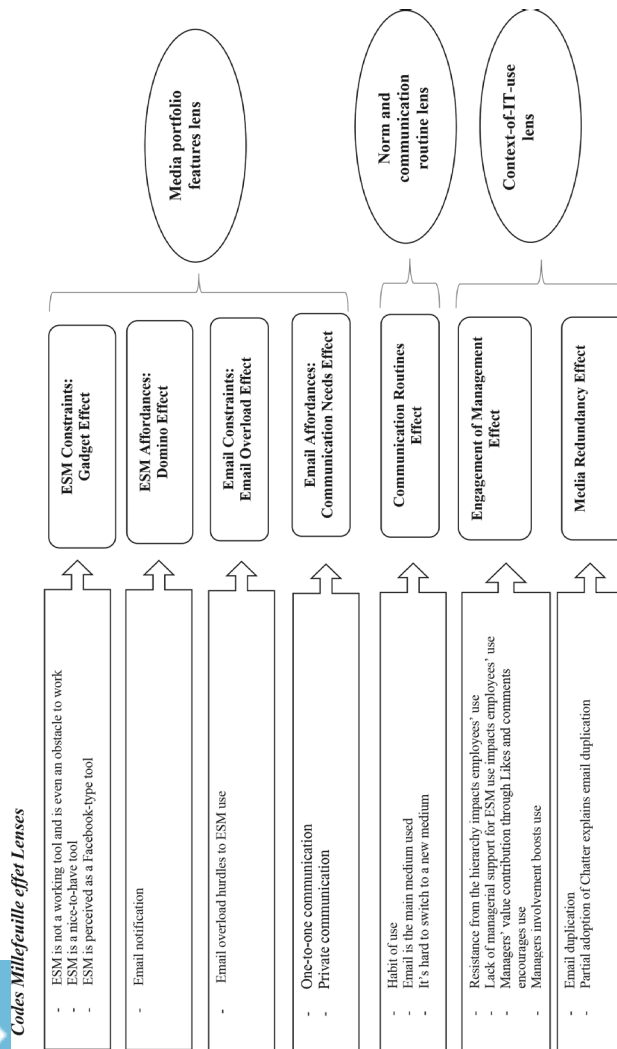 Codes Millefeuille effet Lenses
- ESM is not a working tool and is even an obstacle to work
- ESM is a nice-to-have tool
- ESM is perceived as a Facebook-type tool
ESM Constraints:
Gadget Effect
- Email notification
ESM Affordances:
Domino Effect
- Email overload hurdles to ESM use
Email Constraints:
Email Overload Effect
- One-to-one communication
- Private communication
Email Affordances:
Communication Needs Effect
Media portfolio
features lens
- Habit of use
- Email is the main medium used
- It's hard to switch to a new medium
Communication Routines
Effect
Norm and
communication
routine lens
- Resistance from the hierarchy impacts employees' use
- Lack of managerial support for ESM use impacts employees' use
- Managers' value contribution through Likes and comments
encourages use
- Managers involvement boosts use
Engagement of Management
Effect
- Email duplication
- Partial adoption of Chatter explains email duplication
Media Redundancy Effect
Context-of-IT-use
lens